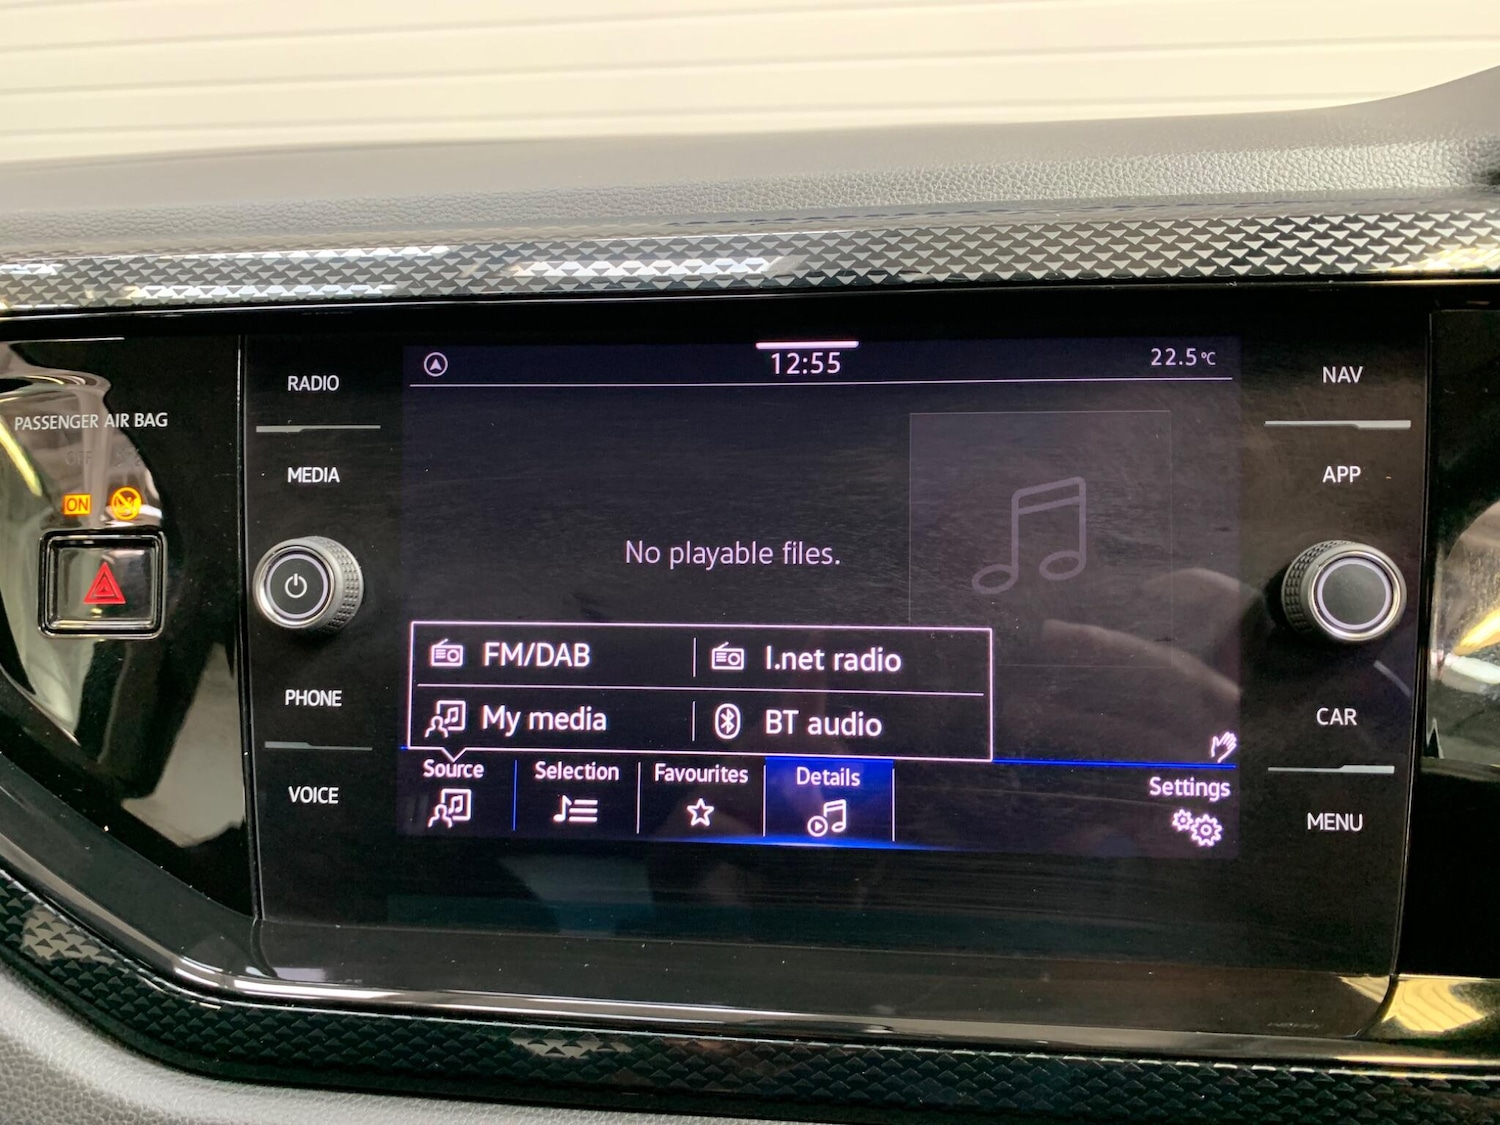 12:55
22.5°C
RADIO
NAV
PASSENGER AIR BAG
MEDIA
APP
ON
No playable files.
FM/DAB
I.net radio
PHONE
My media
BT audio
CAR
Source
Selection
Favourites
Details
Settings
VOICE
MENU